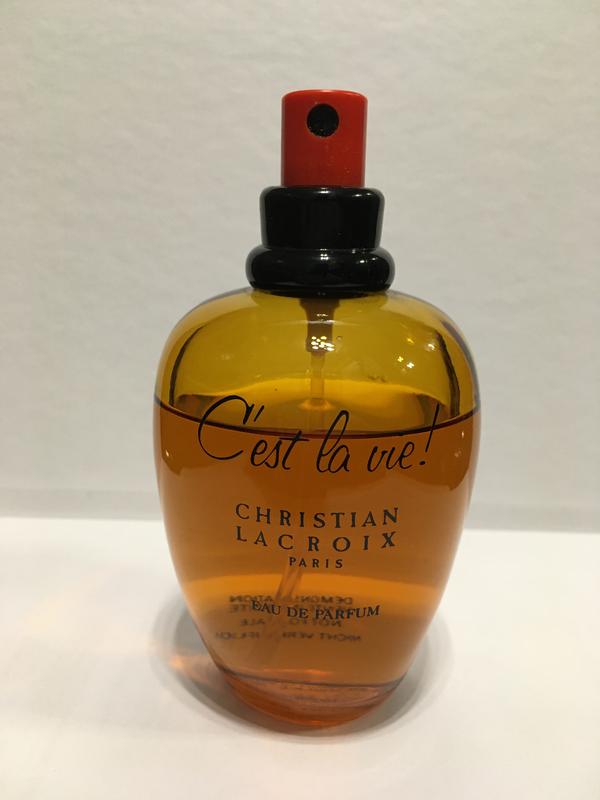 C'est la vie!
CHRISTIAN
LACROIX
PARIS
EAU DE PARFUM